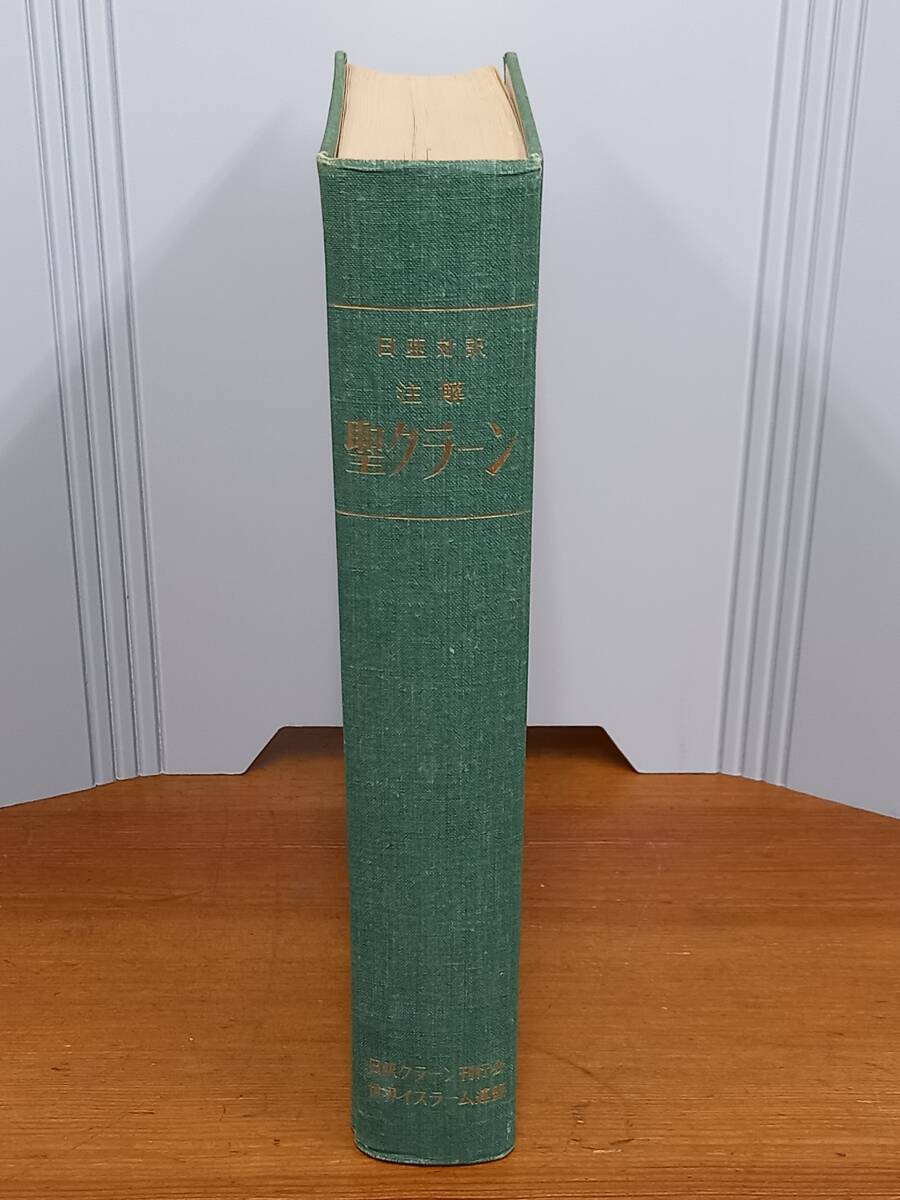 日亜対訳
注解
聖クラーン
日訳クラーン刊行会
世界イスラーム連盟